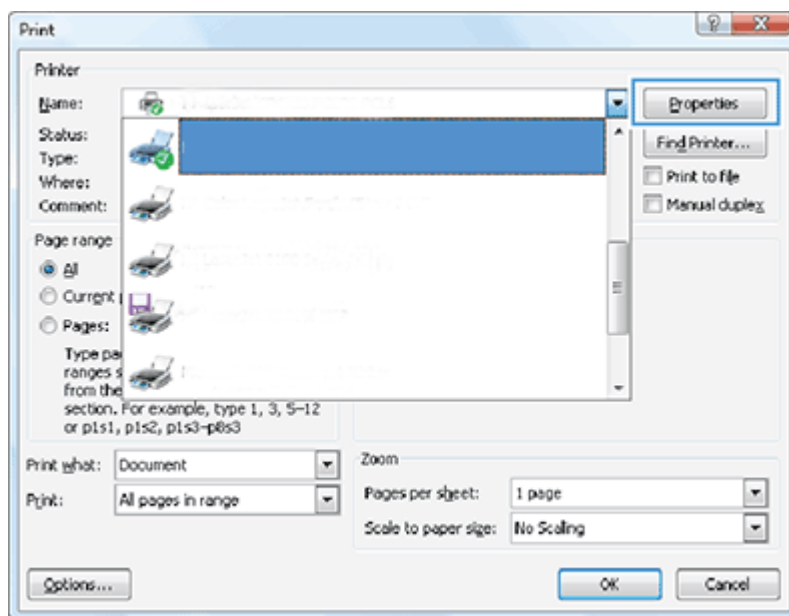 Print
Printer
Name:
Properties
Status:
Find Printer...
Type:
Where:
Print to file
Comment:
Manual duplex
Page range
All
Current
Pages:
Type
ranges
from the
section. For example, type 1, 3, 5–12
or p1s1, p1s2, p1s3–p8s3
Print what: Document
Print: All pages in range
Zoom
Pages per sheet: 1 page
Scale to paper size: No Scaling
Options... OK Cancel